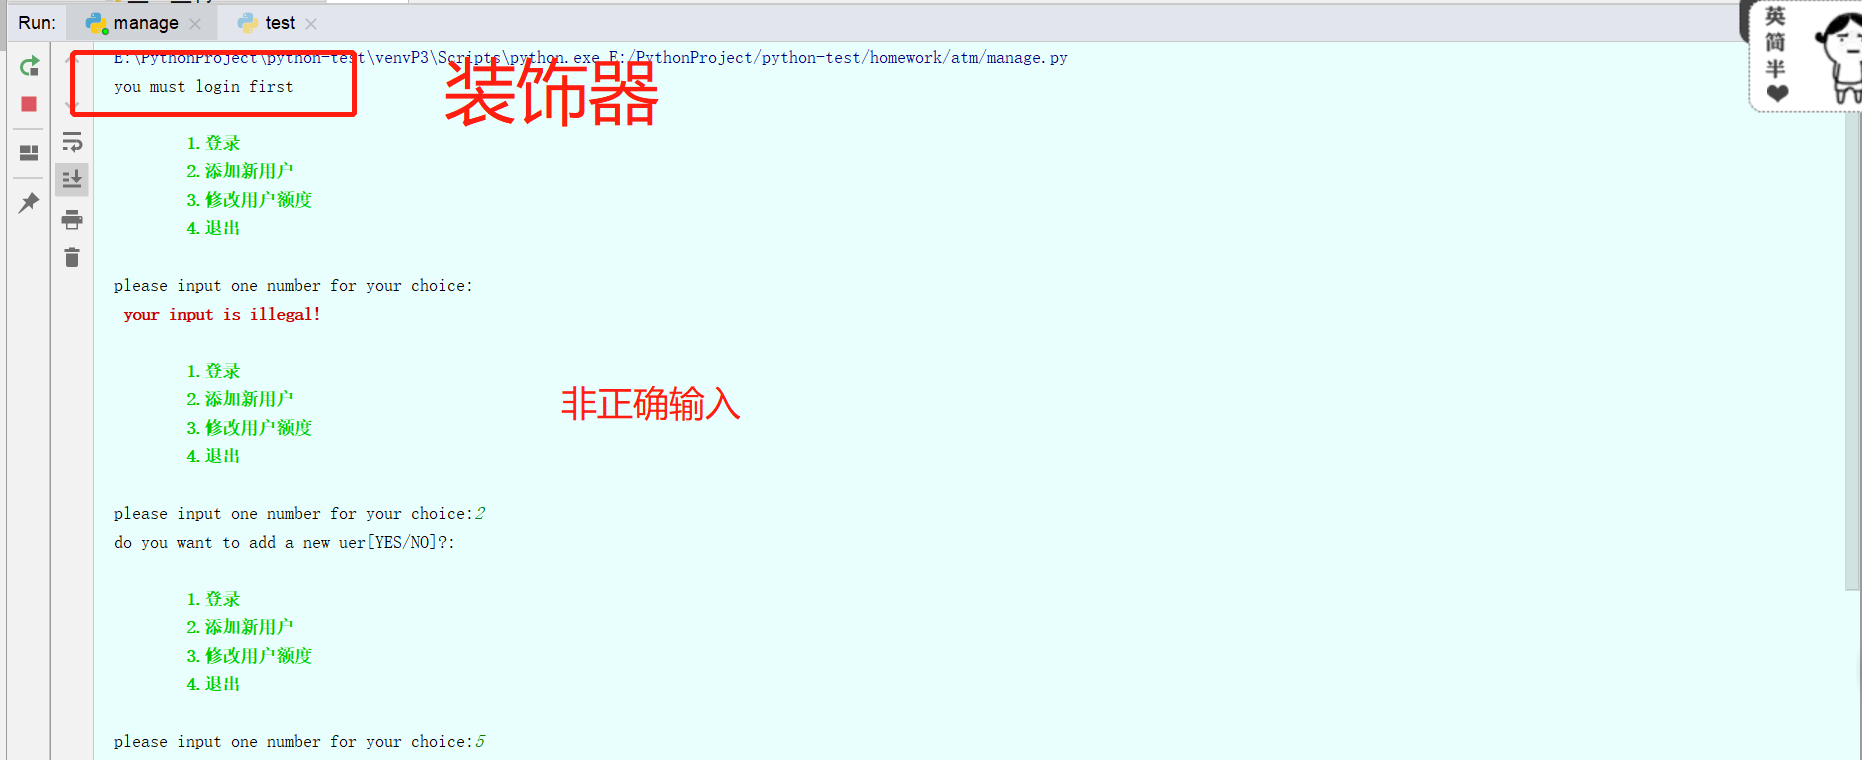 Run: manage test
E:\PythonProject\python-test\venvP3\Scripts\python.exe E:/PythonProject/python-test/homework/atm/manage.py
you must login first
装饰器
1.登录
2.添加新用户
3.修改用户额度
4.退出
please input one number for your choice:
your input is illegal!
1.登录
2.添加新用户
3.修改用户额度
4.退出
非正确输入
please input one number for your choice:2
do you want to add a new uer[YES/NO]?:
1.登录
2.添加新用户
3.修改用户额度
4.退出
please input one number for your choice:5
英
简
半